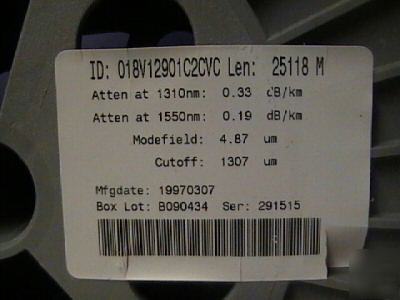 ID: 018V12901C2CVC Len: 25118 M
Atten at 1310nm: 0.33 dB/km
Atten at 1550nm: 0.19 dB/km
Modefield: 4.87 um
Cutoff: 1307 um
Mfgdate: 19970307
Box Lot: B090434 Ser: 291515